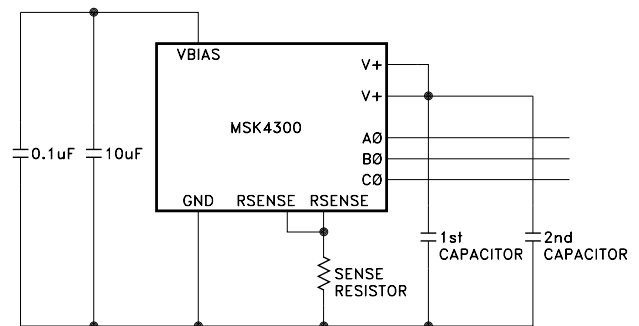 VBIAS
V+
V+
MSK4300
AØ
BØ
CØ
0.1uF
10uF
GND
RSENSE
RSENSE
1st
CAPACITOR
2nd
CAPACITOR
SENSE
RESISTOR